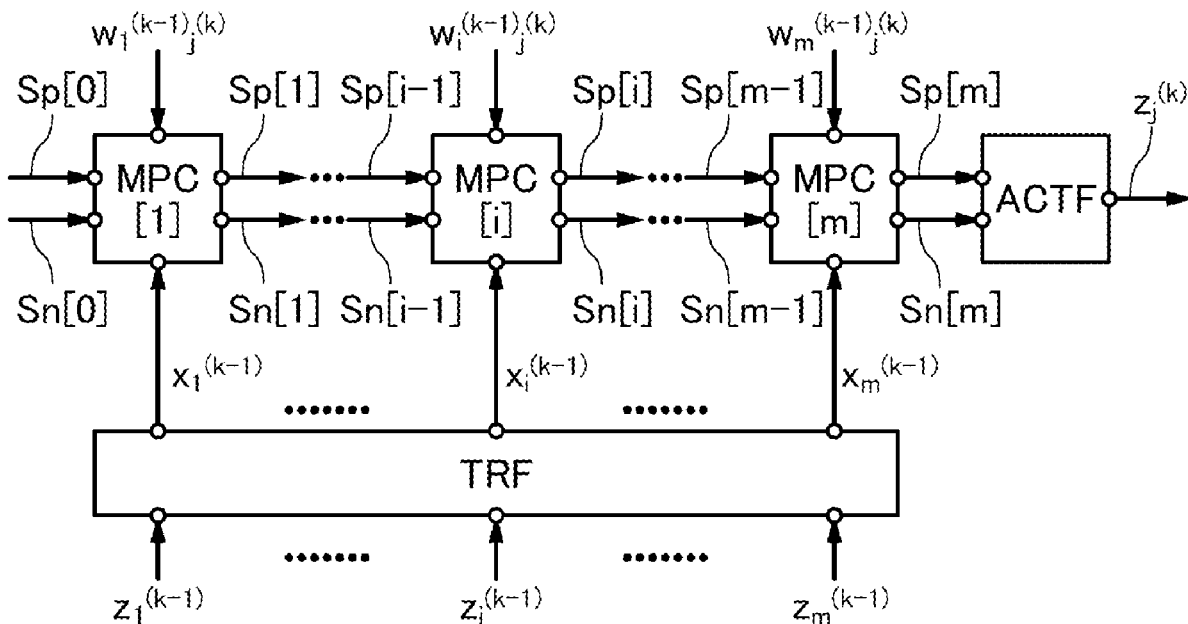 w₁⁽ᵏ⁻¹⁾ⱼ⁽ᵏ⁾ wᵢ⁽ᵏ⁻¹⁾ⱼ⁽ᵏ⁾ wₘ⁽ᵏ⁻¹⁾ⱼ⁽ᵏ⁾
Sp[0] Sp[1] Sp[i-1] Sp[i] Sp[m-1] Sp[m] zⱼ⁽ᵏ⁾
MPC MPC MPC ACTF
[1] [i] [m]
Sn[0] Sn[1] Sn[i-1] Sn[i] Sn[m-1] Sn[m]
x₁⁽ᵏ⁻¹⁾ xᵢ⁽ᵏ⁻¹⁾ xₘ⁽ᵏ⁻¹⁾
TRF
z₁⁽ᵏ⁻¹⁾ zᵢ⁽ᵏ⁻¹⁾ zₘ⁽ᵏ⁻¹⁾